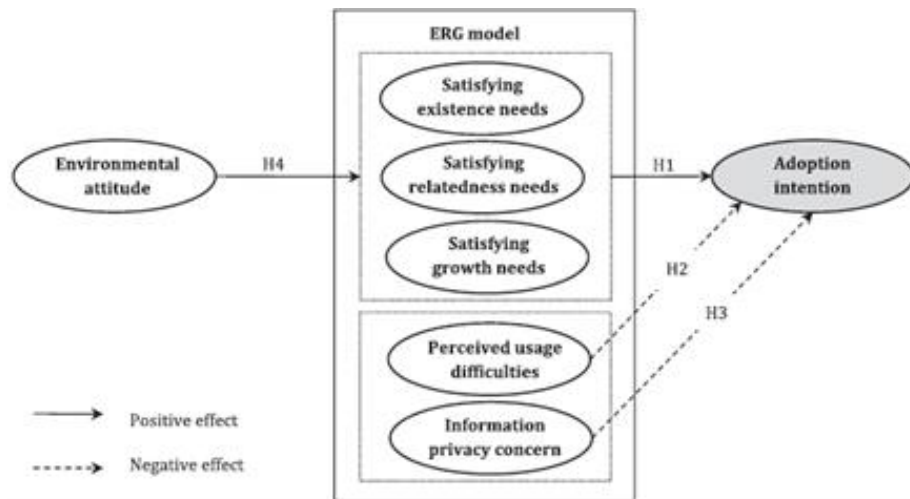 ERG model
Satisfying
existence needs
Environmental
attitude
H4
Satisfying
relatedness needs
H1
Adoption
intention
Satisfying
growth needs
H2
H3
Perceived usage
difficulties
Information
privacy concern
Positive effect
Negative effect